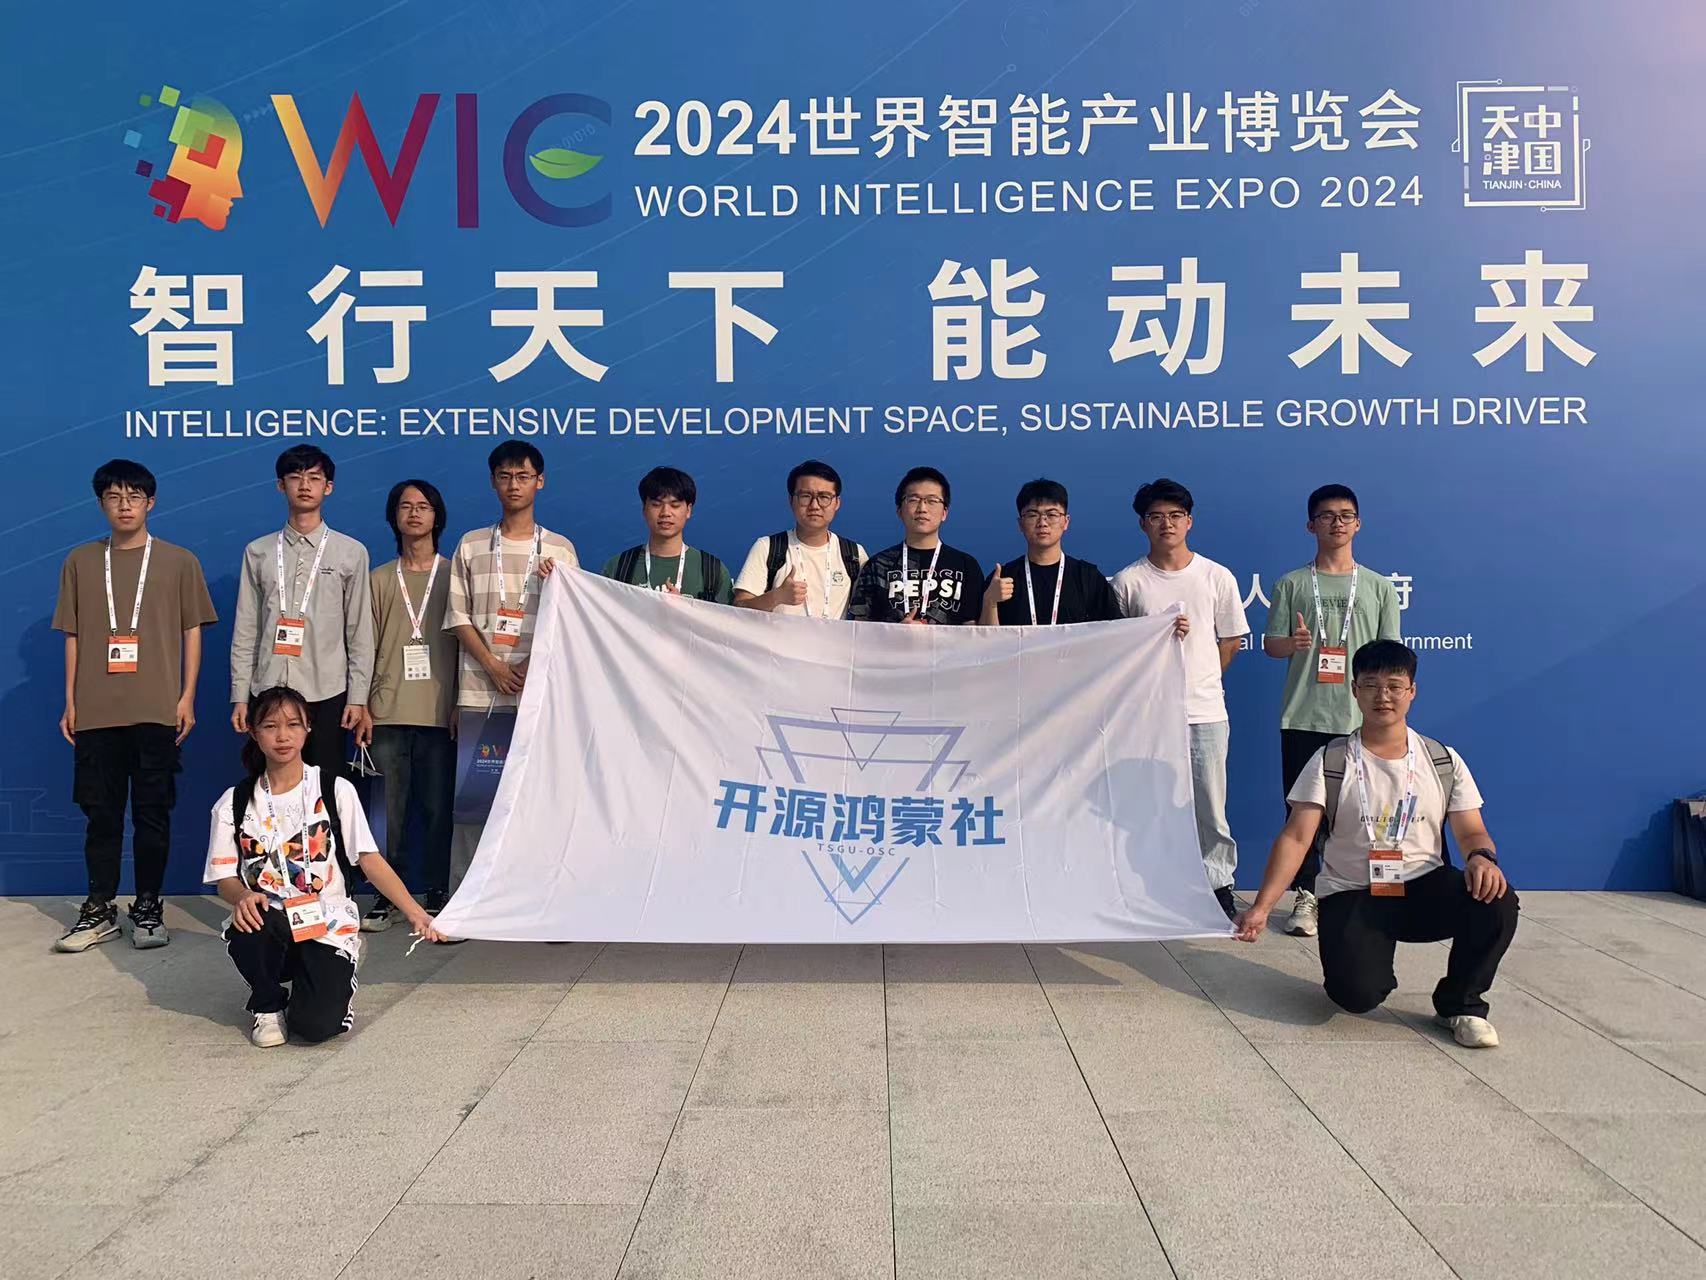 WIC
2024世界智能产业博览会
WORLD INTELLIGENCE EXPO 2024
天津
中国
TIANJIN·CHINA
智行天下 能动未来
INTELLIGENCE: EXTENSIVE DEVELOPMENT SPACE, SUSTAINABLE GROWTH DRIVER
人
府
ernment
PEPSI
PEPSI
PEPSI
开源鸿蒙社
TSGU-OSC